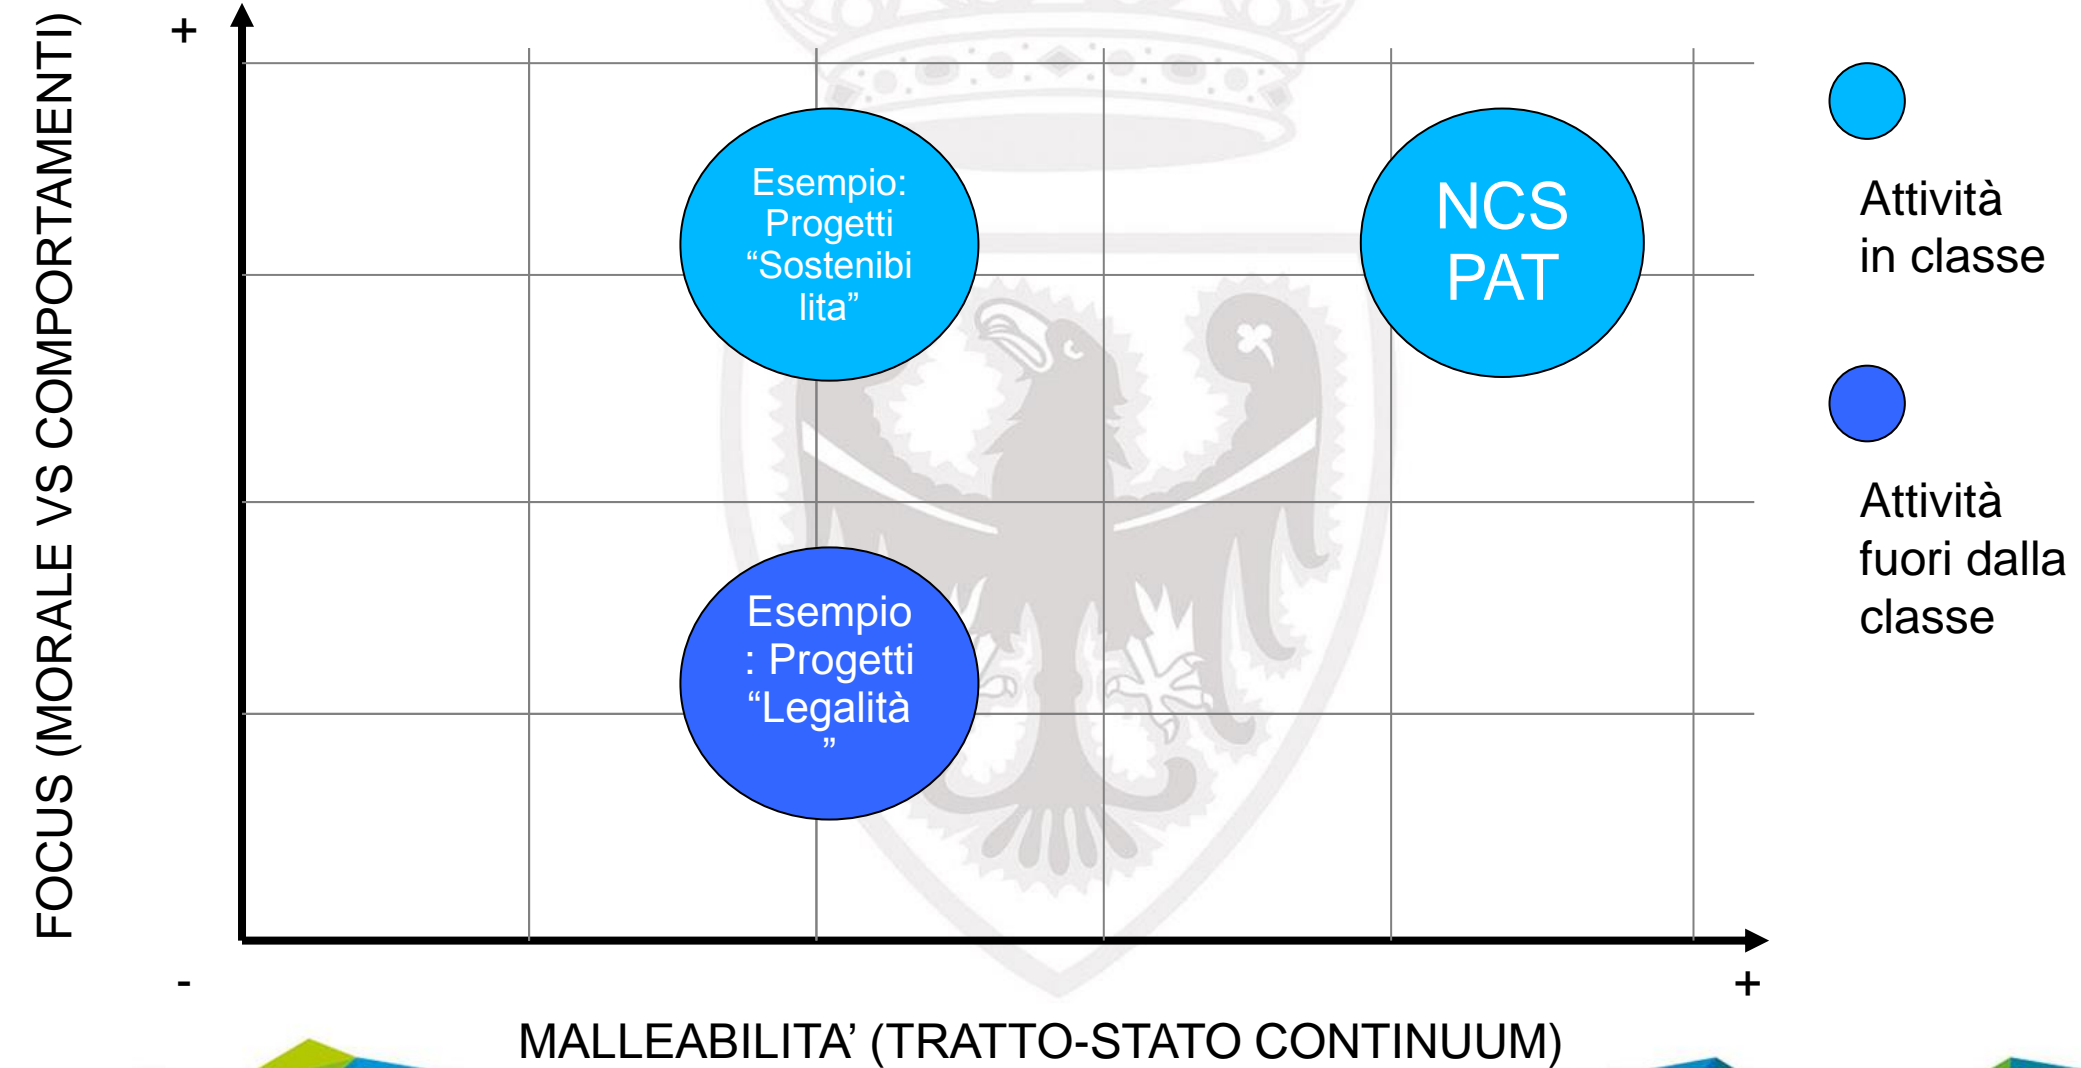 FOCUS (MORALE VS COMPORTAMENTI)
+
Esempio:
Progetti
“Sostenibi
lita”
NCS
PAT
Attività
in classe
Esempio
: Progetti
“Legalità
”
Attività
fuori dalla
classe
-
+
MALLEABILITA’ (TRATTO-STATO CONTINUUM)